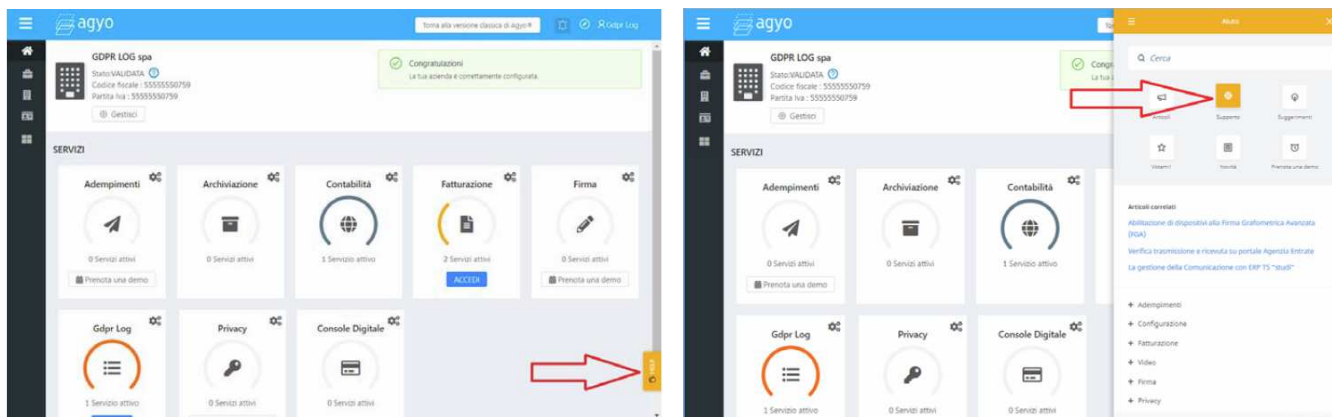 agyo
Torna alla versione classica di agyo
Gdpr Log
GDPR LOG spa
Stato:VALIDATA
Codice fiscale : 55555550759
Partita Iva : 55555550759
Gestisci
Congratulazioni
La tua azienda è correttamente configurata.
SERVIZI
Adempimenti
0 Servizi attivi
Prenota una demo
Archiviazione
0 Servizi attivi
Contabilità
1 Servizio attivo
Fatturazione
2 Servizi attivi
ACCEDI
Firma
0 Servizi attivi
Prenota una demo
Gdpr Log
1 Servizio attivo
Privacy
0 Servizi attivi
Console Digitale
0 Servizi attivi
HELP
agyo
GDPR LOG spa
Stato:VALIDATA
Codice fiscale : 55555550759
Partita Iva : 55555550759
Gestisci
SERVIZI
Adempimenti
0 Servizi attivi
Prenota una demo
Archiviazione
0 Servizi attivi
Contabilità
1 Servizio attivo
Gdpr Log
1 Servizio attivo
Privacy
0 Servizi attivi
Console Digitale
0 Servizi attivi
Aiuto
Cerca
Articoli
Supporto
Suggerimenti
Votami!
Novità
Prenota una demo
Articoli correlati
Abilitazione di dispositivi alla Firma Grafometrica Avanzata
(FGA)
Verifica trasmissione e ricevuta su portale Agenzia Entrate
La gestione della Comunicazione con ERP TS "studi"
+ Adempimenti
+ Configurazione
+ Fatturazione
+ Video
+ Firma
+ Privacy